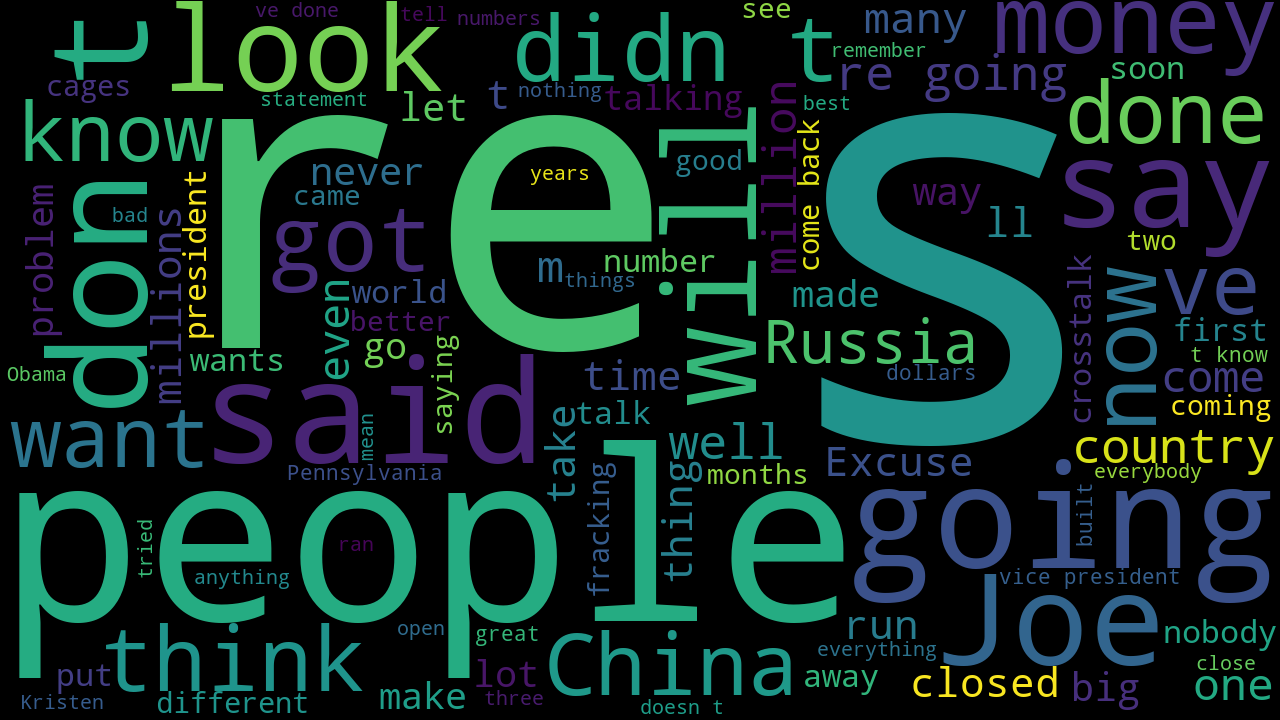 ve done
tell
numbers
see
many
money
t
look
didn
t
remember
re going
soon
cages
statement
let
t
nothing
talking
best
done
know
re
s
will
million
come back
say
never
years
good
way
came
ll
don
bad
president
problem
millions
got
m
things
number
two
world
even
made
crosstalk
now
ve
better
go
saying
Russia
first
wants
t know
Obama
said
time
dollars
come
want
mean
take
talk
well
coming
country
Pennsylvania
fracking
thing
months
Excuse
everybody
people
going
built
tried
ran
anything
vice president
think
open
great
China
run
everything
Joe
nobody
put
lot
away
closed
close
Kristen
different
make
three
doesn t
big
one